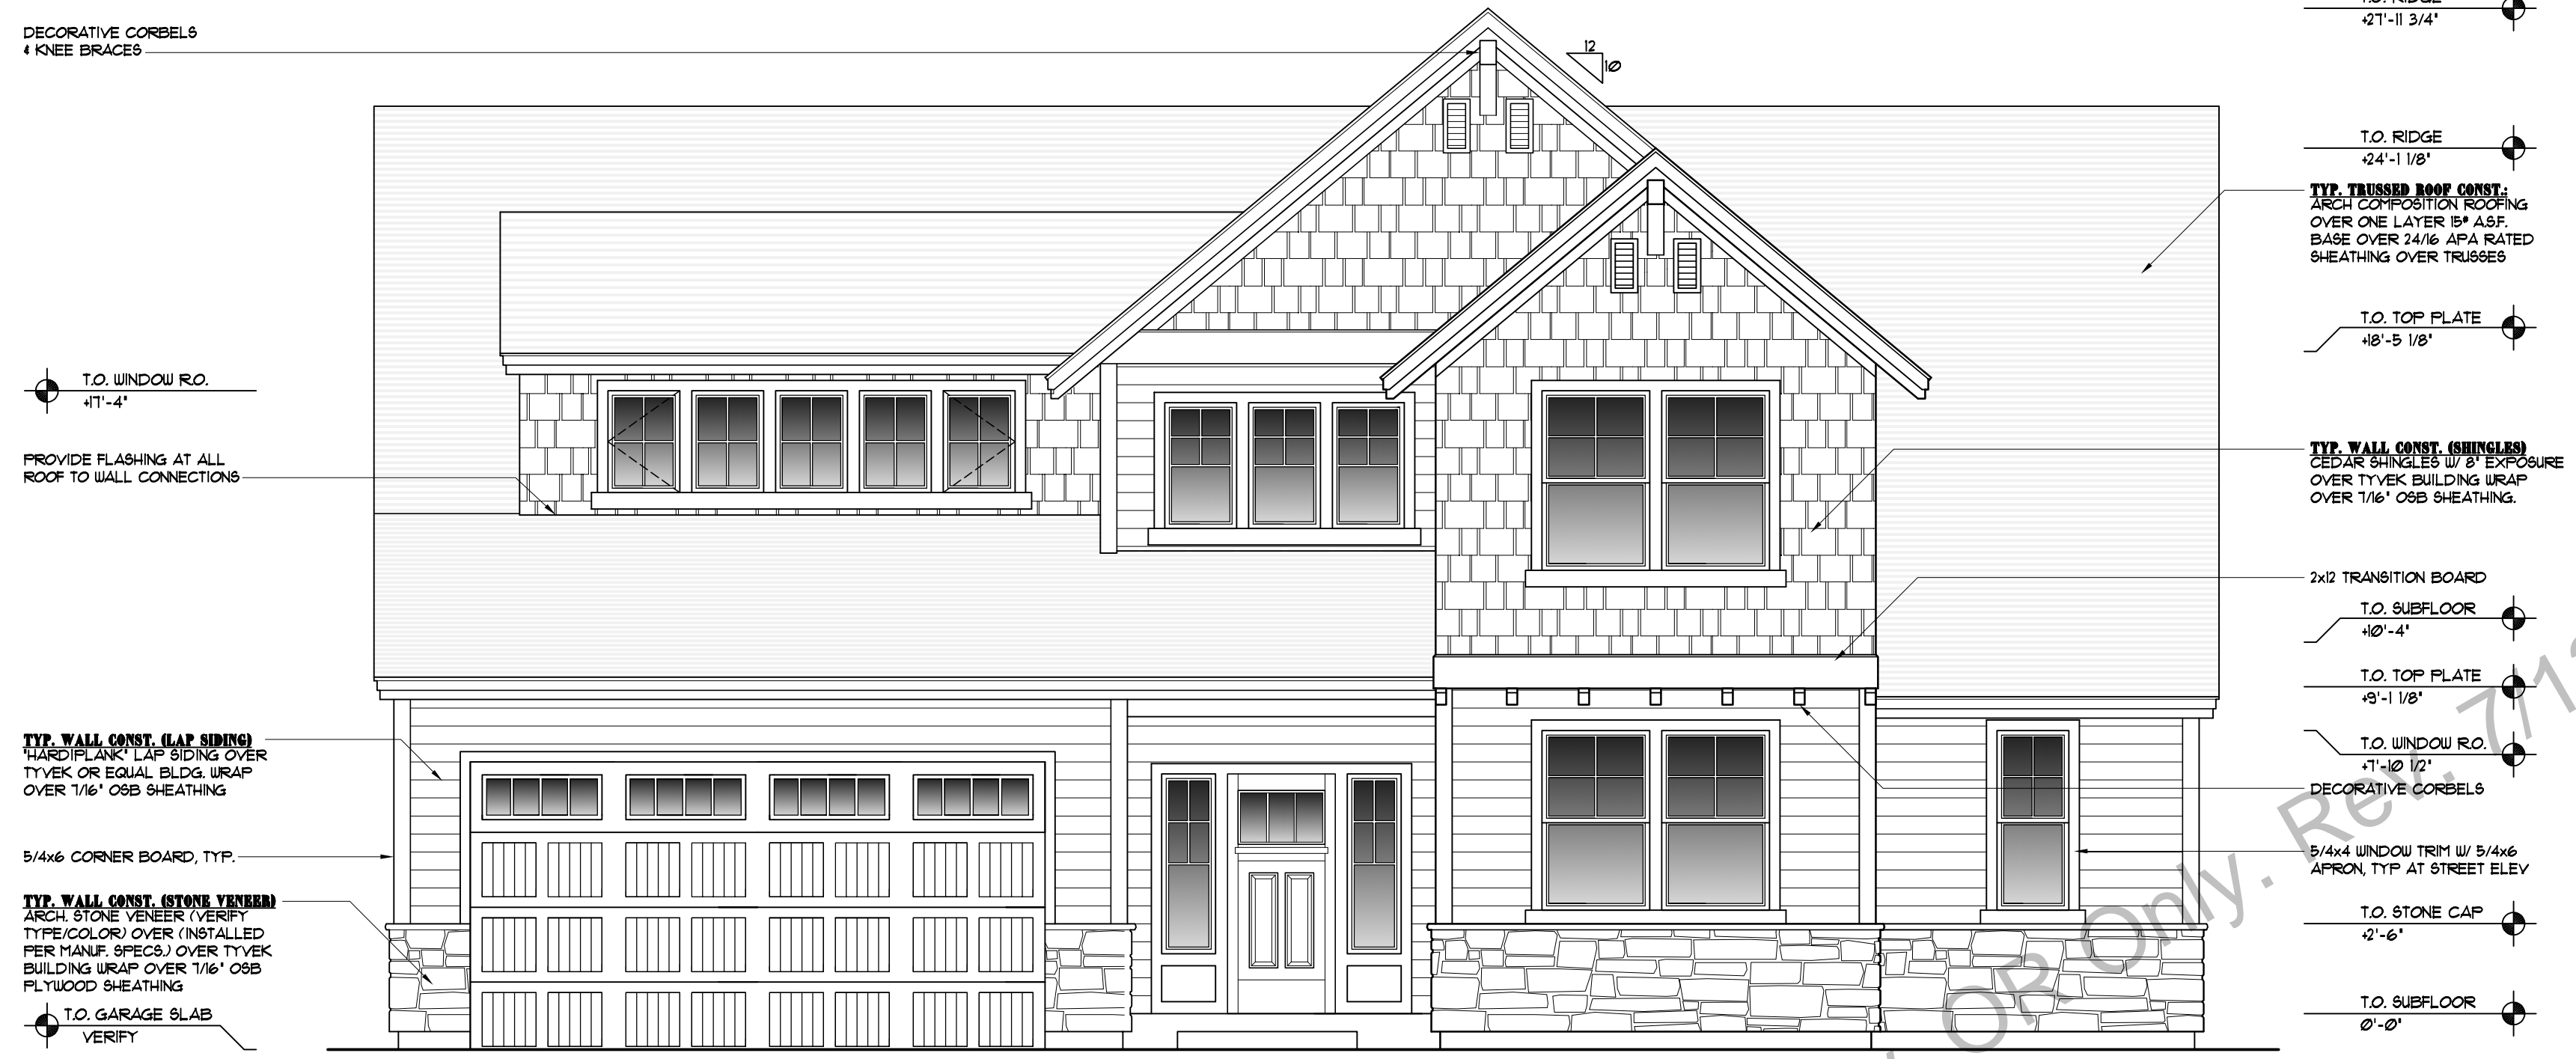 DECORATIVE CORBELS
& KNEE BRACES
T.O. WINDOW R.O.
+17'-4"
PROVIDE FLASHING AT ALL
ROOF TO WALL CONNECTIONS
TYP. WALL CONST. (LAP SIDING)
"HARDIPLANK" LAP SIDING OVER
TYVEK OR EQUAL BLDG. WRAP
OVER 7/16" OSB SHEATHING
5/4x6 CORNER BOARD, TYP.
TYP. WALL CONST. (STONE VENEER)
ARCH. STONE VENEER (VERIFY
TYPE/COLOR) OVER (INSTALLED
PER MANUF. SPECS.) OVER TYVEK
BUILDING WRAP OVER 7/16" OSB
PLYWOOD SHEATHING
T.O. GARAGE SLAB
VERIFY
12
10
T.O. RIDGE
+27'-11 3/4"
T.O. RIDGE
+24'-1 1/8"
TYP. TRUSSED ROOF CONST.:
ARCH COMPOSITION ROOFING
OVER ONE LAYER 15# A.S.F.
BASE OVER 24/16 APA RATED
SHEATHING OVER TRUSSES
T.O. TOP PLATE
+18'-5 1/8"
TYP. WALL CONST. (SHINGLES)
CEDAR SHINGLES W/ 8" EXPOSURE
OVER TYVEK BUILDING WRAP
OVER 7/16" OSB SHEATHING.
2x12 TRANSITION BOARD
T.O. SUBFLOOR
+10'-4"
T.O. TOP PLATE
+9'-1 1/8"
T.O. WINDOW R.O.
+7'-10 1/2"
DECORATIVE CORBELS
5/4x4 WINDOW TRIM W/ 5/4x6
APRON, TYP AT STREET ELEV
T.O. STONE CAP
+2'-6"
T.O. SUBFLOOR
0'-0"
OR Only. Rev. 7/1